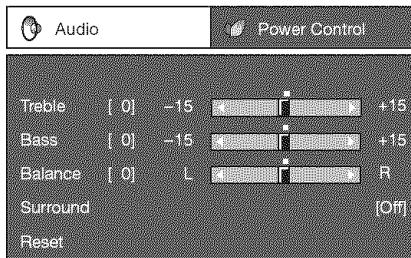 Audio Power Control
Treble [ 0] −15 +15
Bass [ 0] −15 +15
Balance [ 0] L R
Surround [Off]
Reset